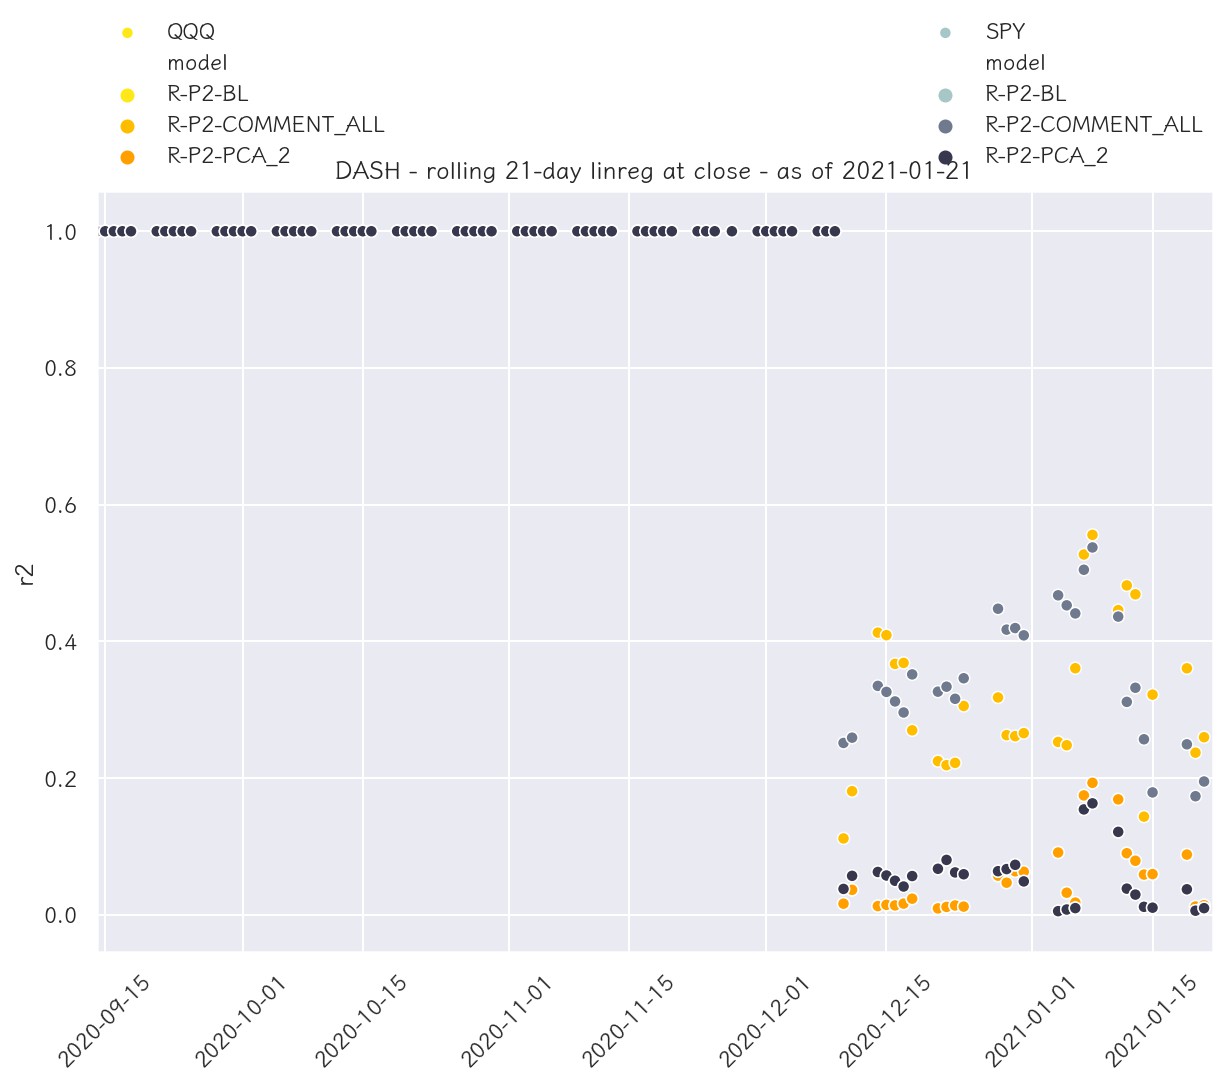 QQQ
model
R-P2-BL
R-P2-COMMENT_ALL
R-P2-PCA_2
SPY
model
R-P2-BL
R-P2-COMMENT_ALL
R-P2-PCA_2
DASH - rolling 21-day linreg at close - as of 2021-01-21
1.0
0.8
0.6
0.4
0.2
0.0
r2
2020-09-15
2020-10-01
2020-10-15
2020-11-01
2020-11-15
2020-12-01
2020-12-15
2021-01-01
2021-01-15